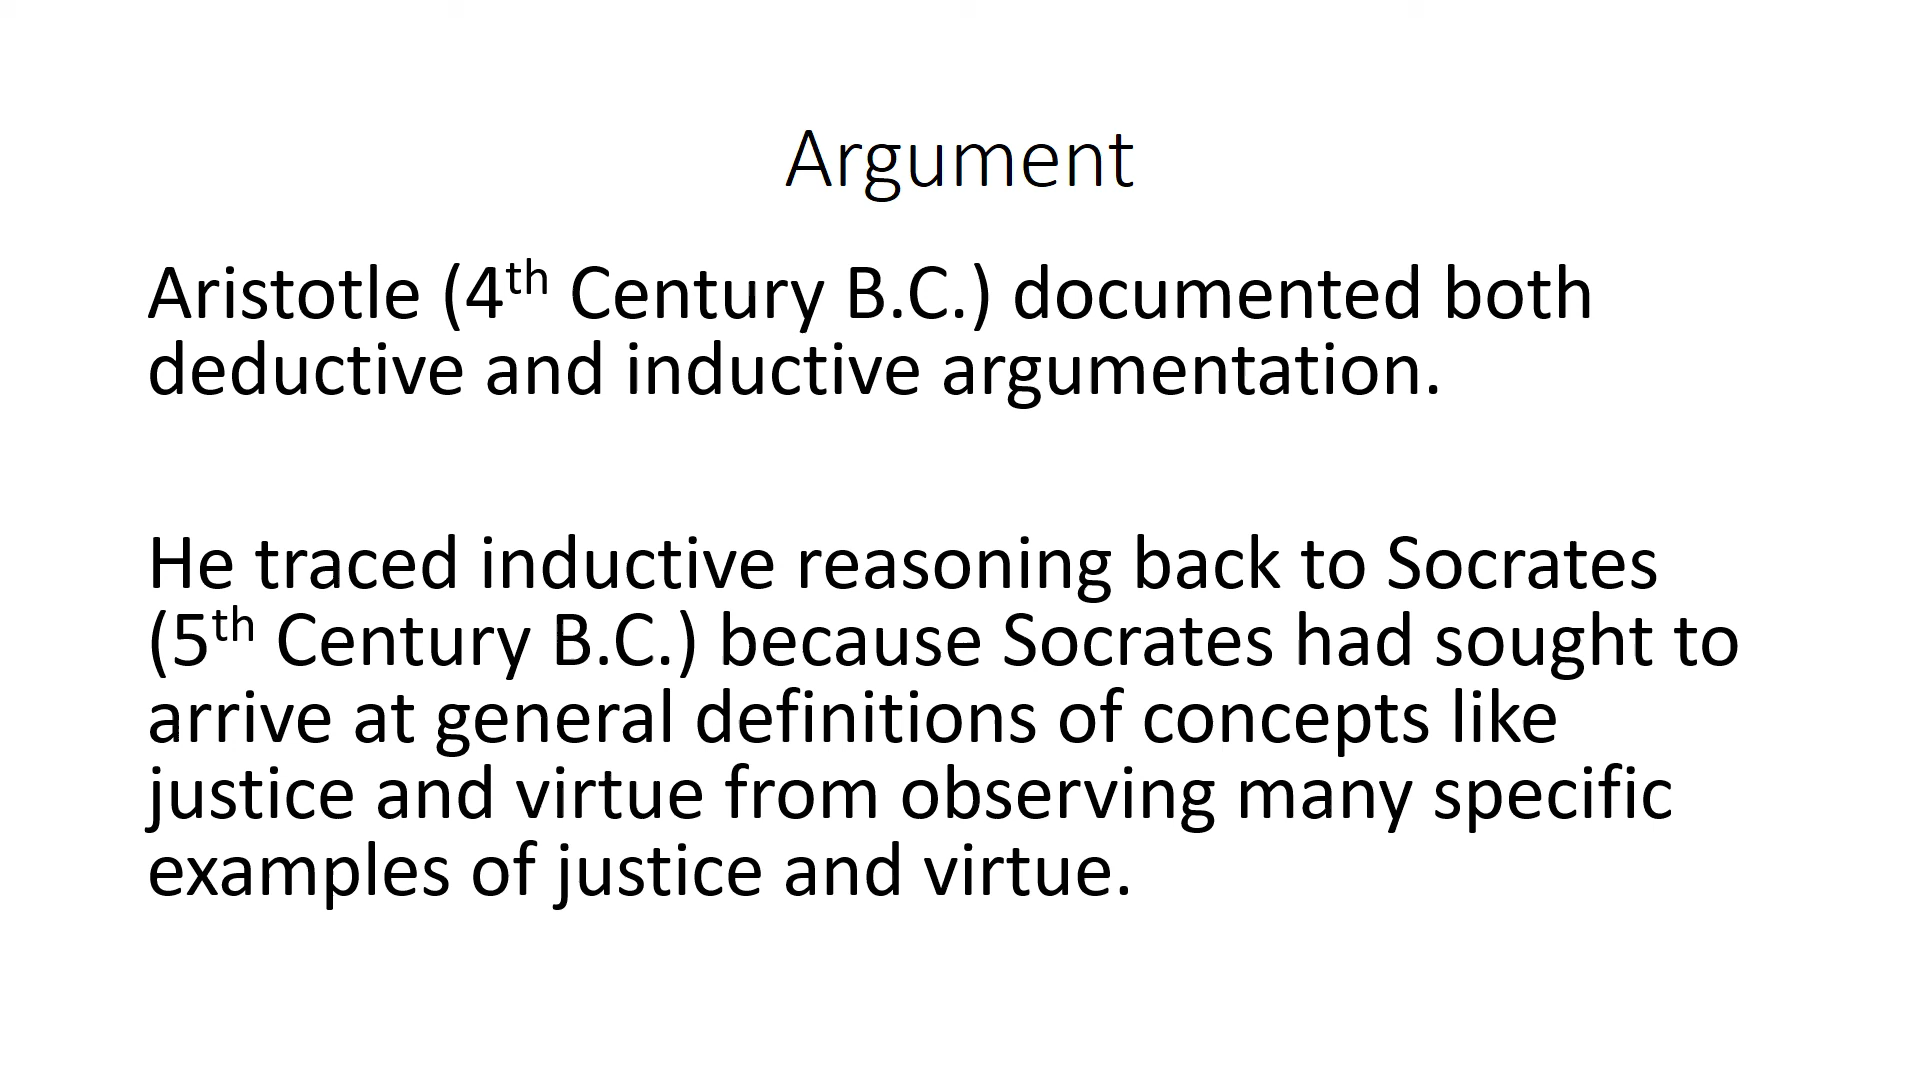 Argument
Aristotle (4th Century B.C.) documented both
deductive and inductive argumentation.
He traced inductive reasoning back to Socrates
(5th Century B.C.) because Socrates had sought to
arrive at general definitions of concepts like
justice and virtue from observing many specific
examples of justice and virtue.